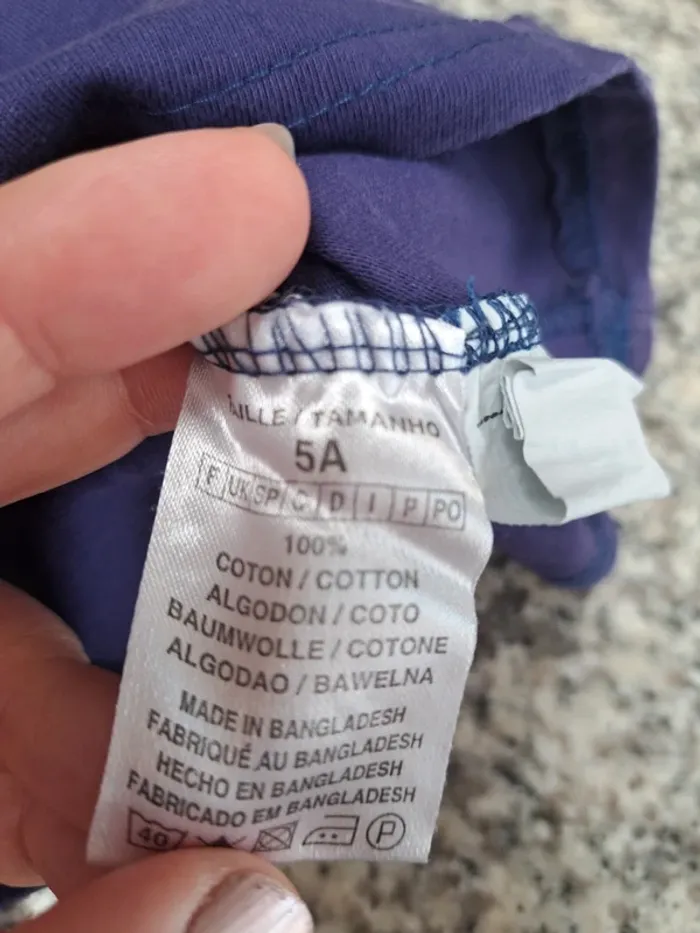 TAILLE / TAMANHO
5A
F UK SP C D I P PO
100%
COTON / COTTON
ALGODON / COTO
BAUMWOLLE / COTONE
ALGODAO / BAWELNA
MADE IN BANGLADESH
FABRIQUÉ AU BANGLADESH
HECHO EN BANGLADESH
FABRICADO EM BANGLADESH
40 P